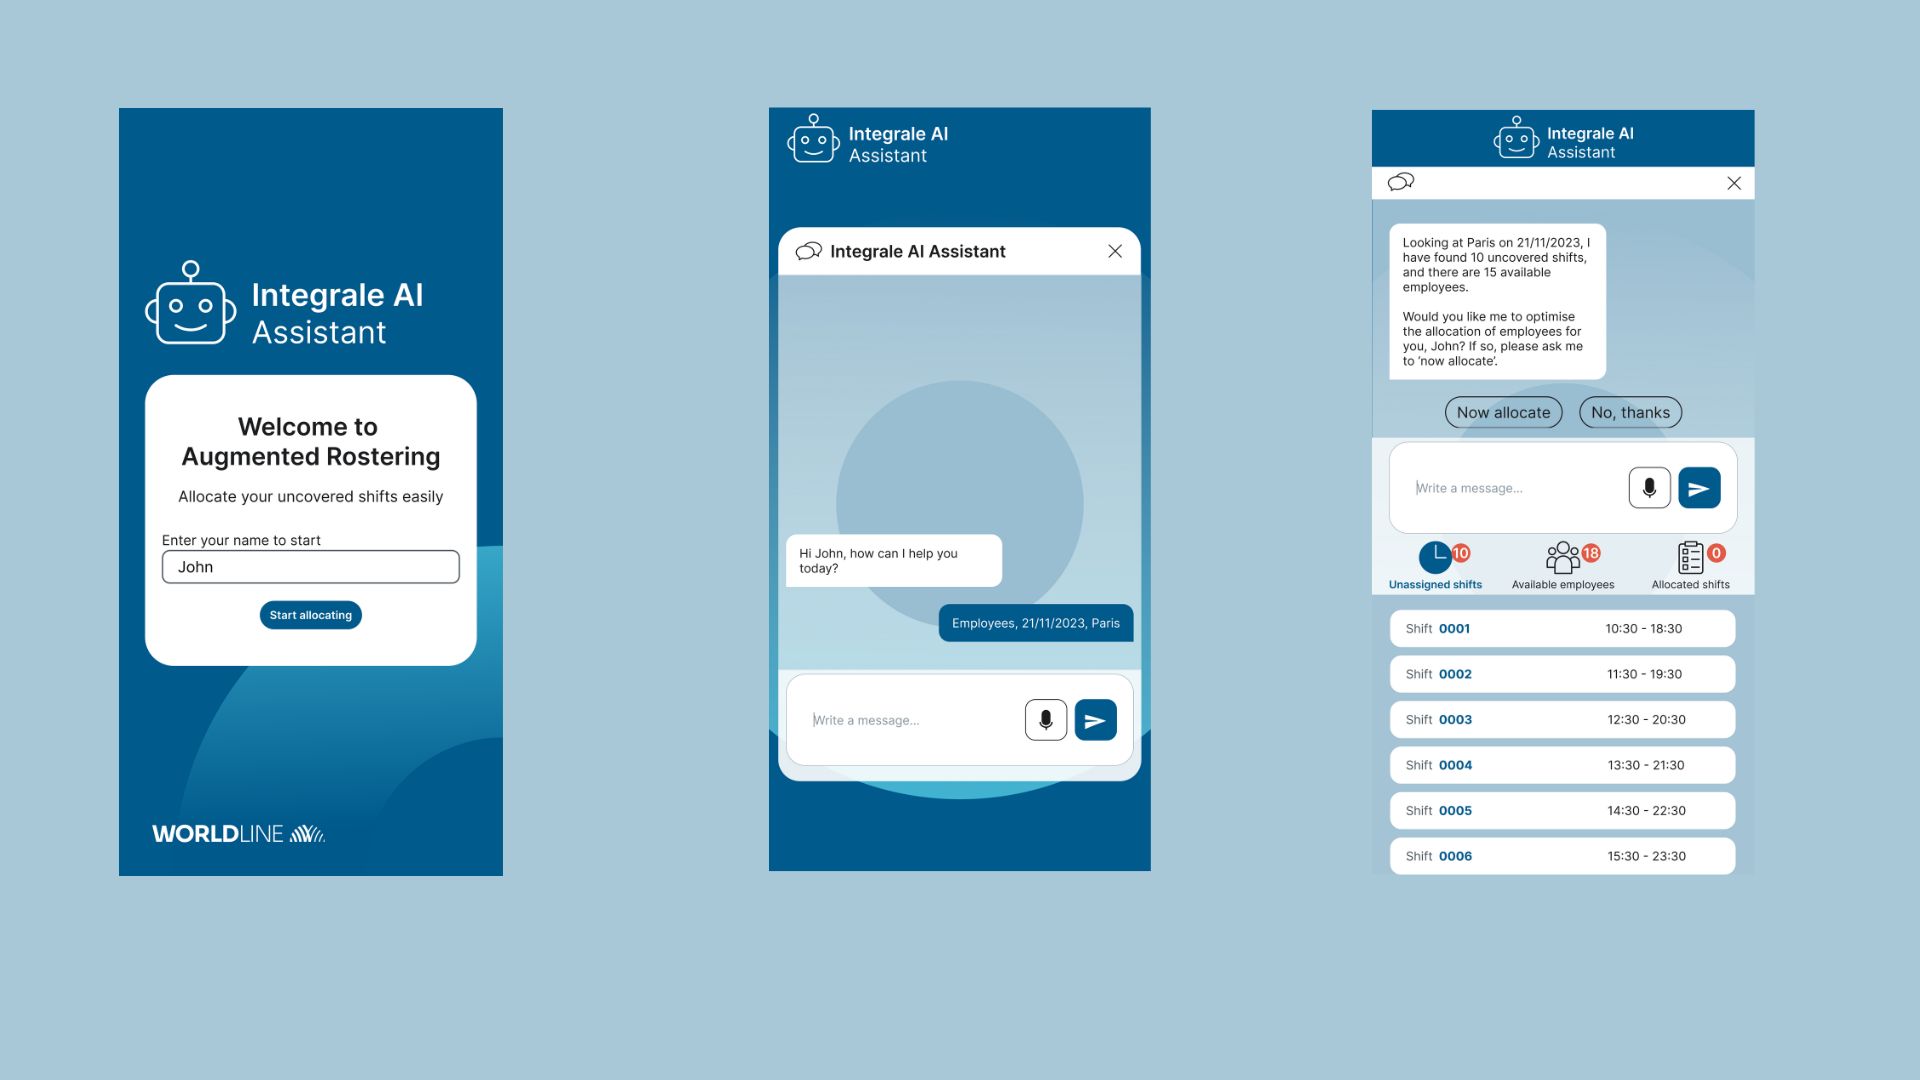 Integrale AI
Assistant
Welcome to
Augmented Rostering
Allocate your uncovered shifts easily
Enter your name to start
John
Start allocating
WORLDLINE
Integrale AI
Assistant
Integrale AI Assistant
Hi John, how can I help you
today?
Employees, 21/11/2023, Paris
Write a message...
Integrale AI
Assistant
Looking at Paris on 21/11/2023, I
have found 10 uncovered shifts,
and there are 15 available
employees.
Would you like me to optimise
the allocation of employees for
you, John? If so, please ask me
to ‘now allocate’.
Now allocate No, thanks
Write a message...
10 18 0
Unassigned shifts Available employees Allocated shifts
Shift 0001 10:30 - 18:30
Shift 0002 11:30 - 19:30
Shift 0003 12:30 - 20:30
Shift 0004 13:30 - 21:30
Shift 0005 14:30 - 22:30
Shift 0006 15:30 - 23:30